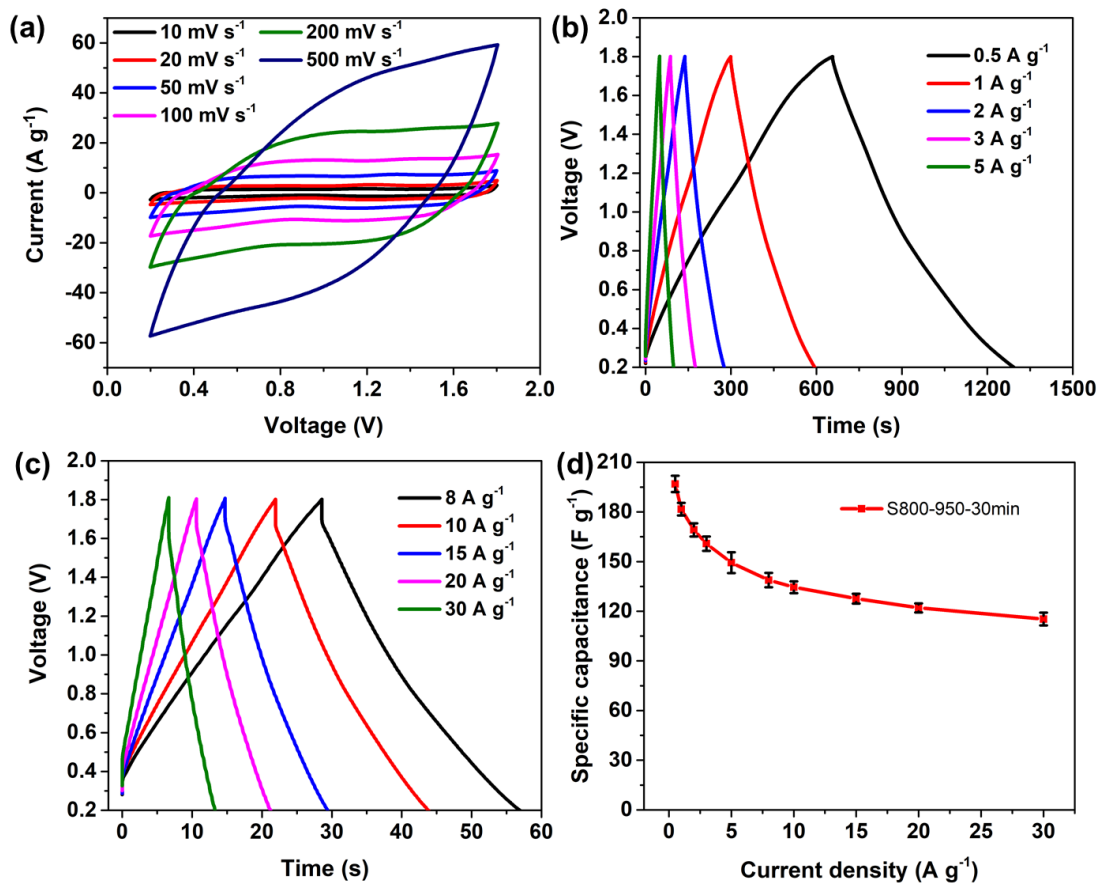 (a)
10 mV s⁻¹ 200 mV s⁻¹
20 mV s⁻¹ 500 mV s⁻¹
50 mV s⁻¹
100 mV s⁻¹
60
40
20
0
-20
-40
-60
Current (A g⁻¹)
0.0 0.4 0.8 1.2 1.6 2.0
Voltage (V)
(b)
0.5 A g⁻¹
1 A g⁻¹
2 A g⁻¹
3 A g⁻¹
5 A g⁻¹
2.0
1.8
1.6
1.4
1.2
1.0
0.8
0.6
0.4
0.2
Voltage (V)
0 300 600 900 1200 1500
Time (s)
(c)
8 A g⁻¹
10 A g⁻¹
15 A g⁻¹
20 A g⁻¹
30 A g⁻¹
2.0
1.8
1.6
1.4
1.2
1.0
0.8
0.6
0.4
0.2
Voltage (V)
0 10 20 30 40 50 60
Time (s)
(d)
S800-950-30min
210
180
150
120
90
60
30
0
Specific capacitance (F g⁻¹)
0 5 10 15 20 25 30
Current density (A g⁻¹)